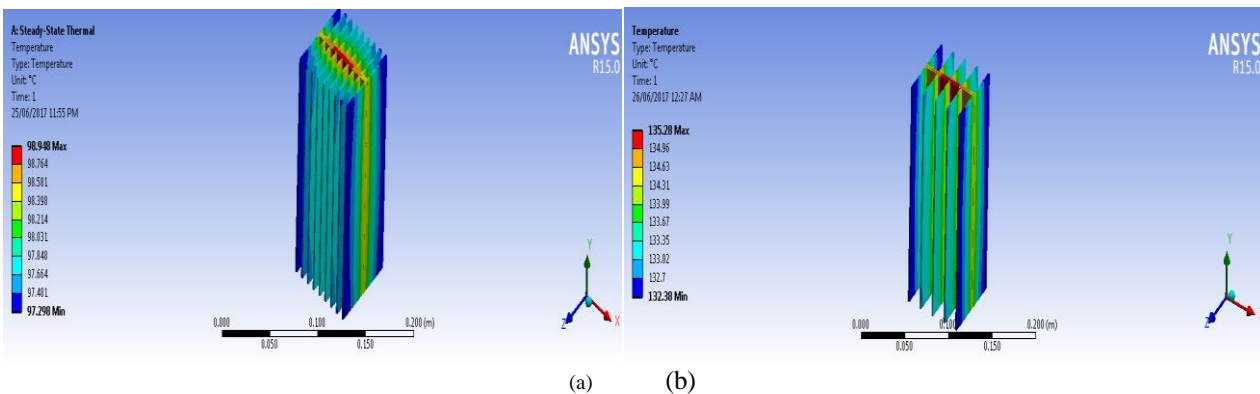 A: Steady-State Thermal
Temperature
Type: Temperature
Unit: °C
Time: 1
25/06/2017 11:55 PM
98.948 Max
98.764
98.581
98.398
98.214
98.031
97.848
97.664
97.481
97.298 Min
ANSYS
R15.0
Y
Z
X
0.000
0.100
0.200 (m)
0.050
0.150
Temperature
Type: Temperature
Unit: °C
Time: 1
26/06/2017 12:27 AM
135.28 Max
134.96
134.63
134.31
133.99
133.67
133.35
133.02
132.7
132.38 Min
ANSYS
R15.0
Y
Z
0.000
0.100
0.200 (m)
0.050
0.150
(a)
(b)